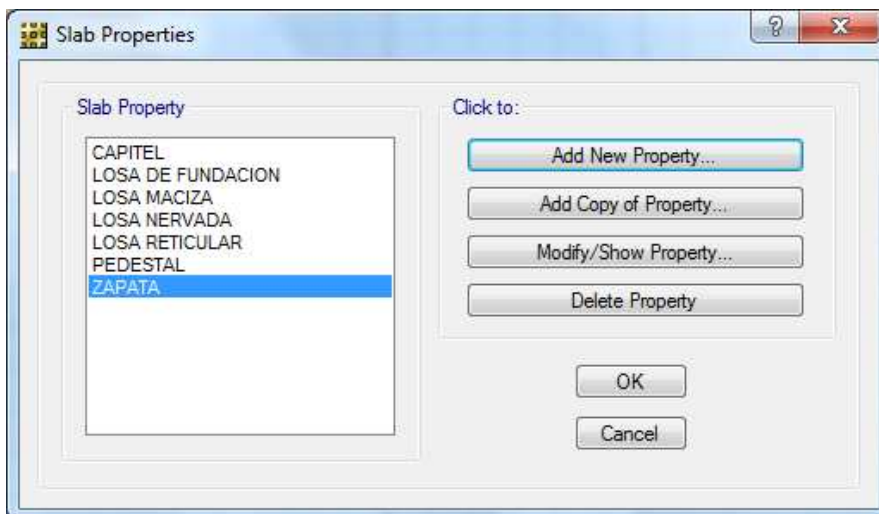 Slab Properties
Slab Property
CAPITEL
LOSA DE FUNDACION
LOSA MACIZA
LOSA NERVADA
LOSA RETICULAR
PEDESTAL
ZAPATA
Click to:
Add New Property...
Add Copy of Property...
Modify/Show Property...
Delete Property
OK
Cancel